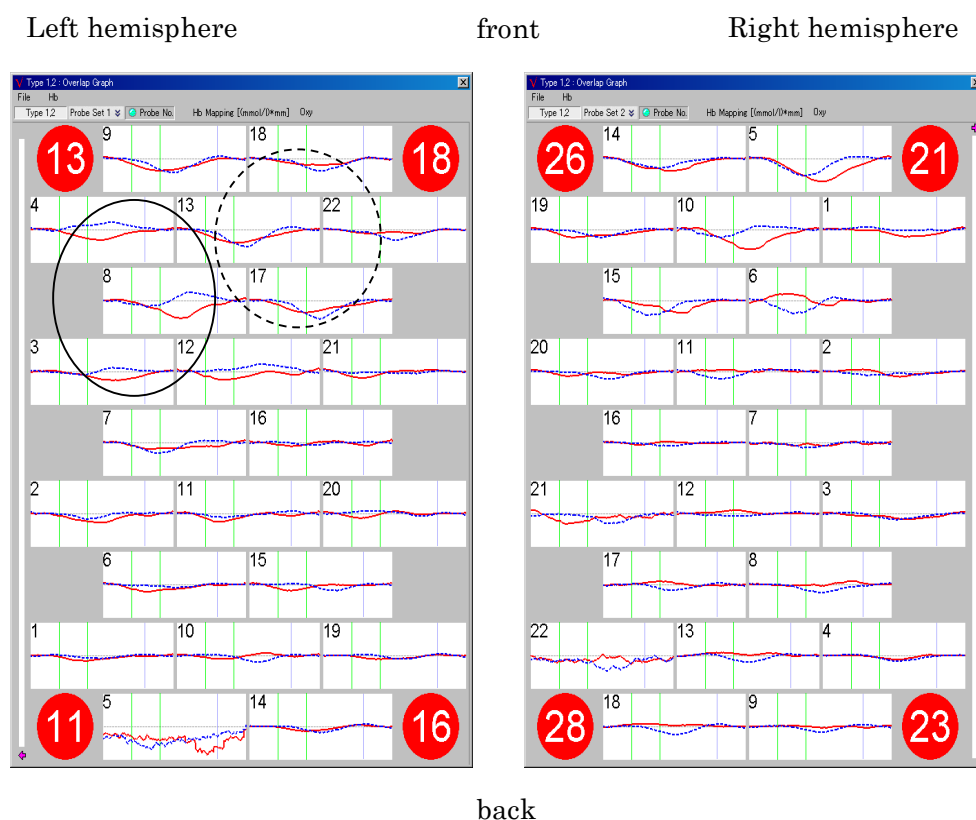 Left hemisphere front Right hemisphere
Type 1,2 : Overlap Graph
File Hb
Type 1,2 Probe Set 1 Probe No. Hb Mapping [(mmol/l)*mm] Oxy
9 18
13 18
4 13 22
8 17
3 12 21
7 16
2 11 20
6 15
1 10 19
5 14
11 16
Type 1,2 : Overlap Graph
File Hb
Type 1,2 Probe Set 2 Probe No. Hb Mapping [(mmol/l)*mm] Oxy
14 5
26 21
19 10 1
15 6
20 11 2
16 7
21 12 3
17 8
22 13 4
18 9
28 23
back